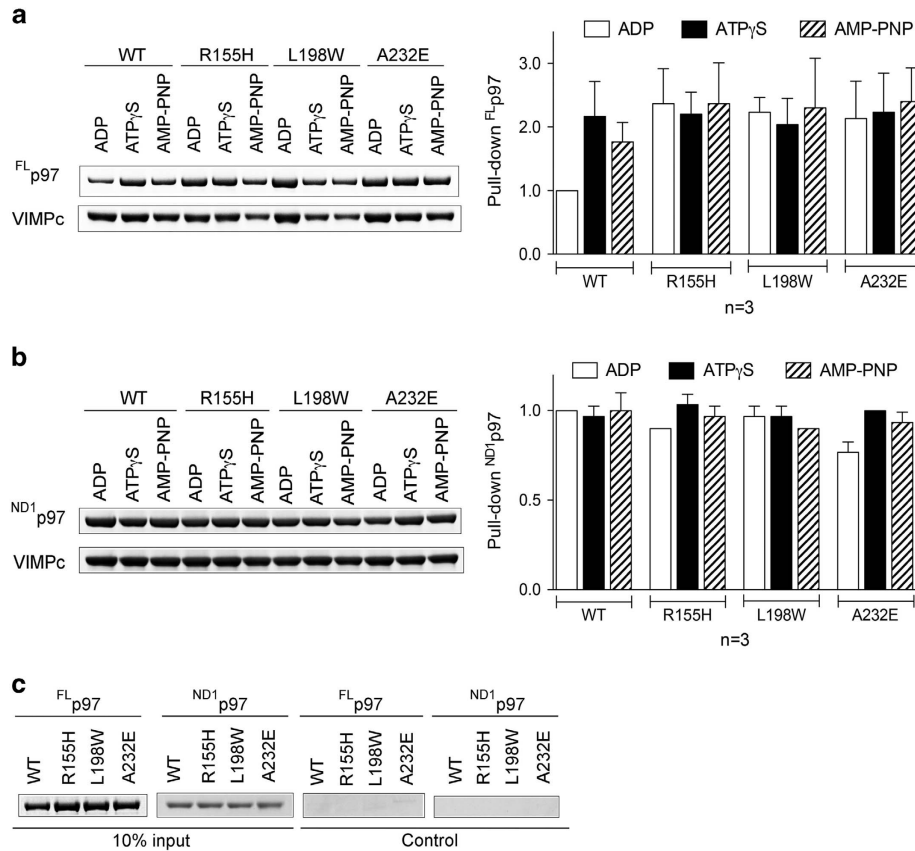 a
WT R155H L198W A232E
ADP ATPγS AMP-PNP ADP ATPγS AMP-PNP ADP ATPγS AMP-PNP ADP ATPγS AMP-PNP
FLp97
VIMPc
ADP ATPγS AMP-PNP
Pull-down FLp97
3.0
2.0
1.0
0.0
WT R155H L198W A232E
n=3
b
WT R155H L198W A232E
ADP ATPγS AMP-PNP ADP ATPγS AMP-PNP ADP ATPγS AMP-PNP ADP ATPγS AMP-PNP
ND1p97
VIMPc
ADP ATPγS AMP-PNP
Pull-down ND1p97
1.0
0.5
0.0
WT R155H L198W A232E
n=3
c
FLp97 ND1p97 FLp97 ND1p97
WT R155H L198W A232E WT R155H L198W A232E WT R155H L198W A232E WT R155H L198W A232E
10% input Control